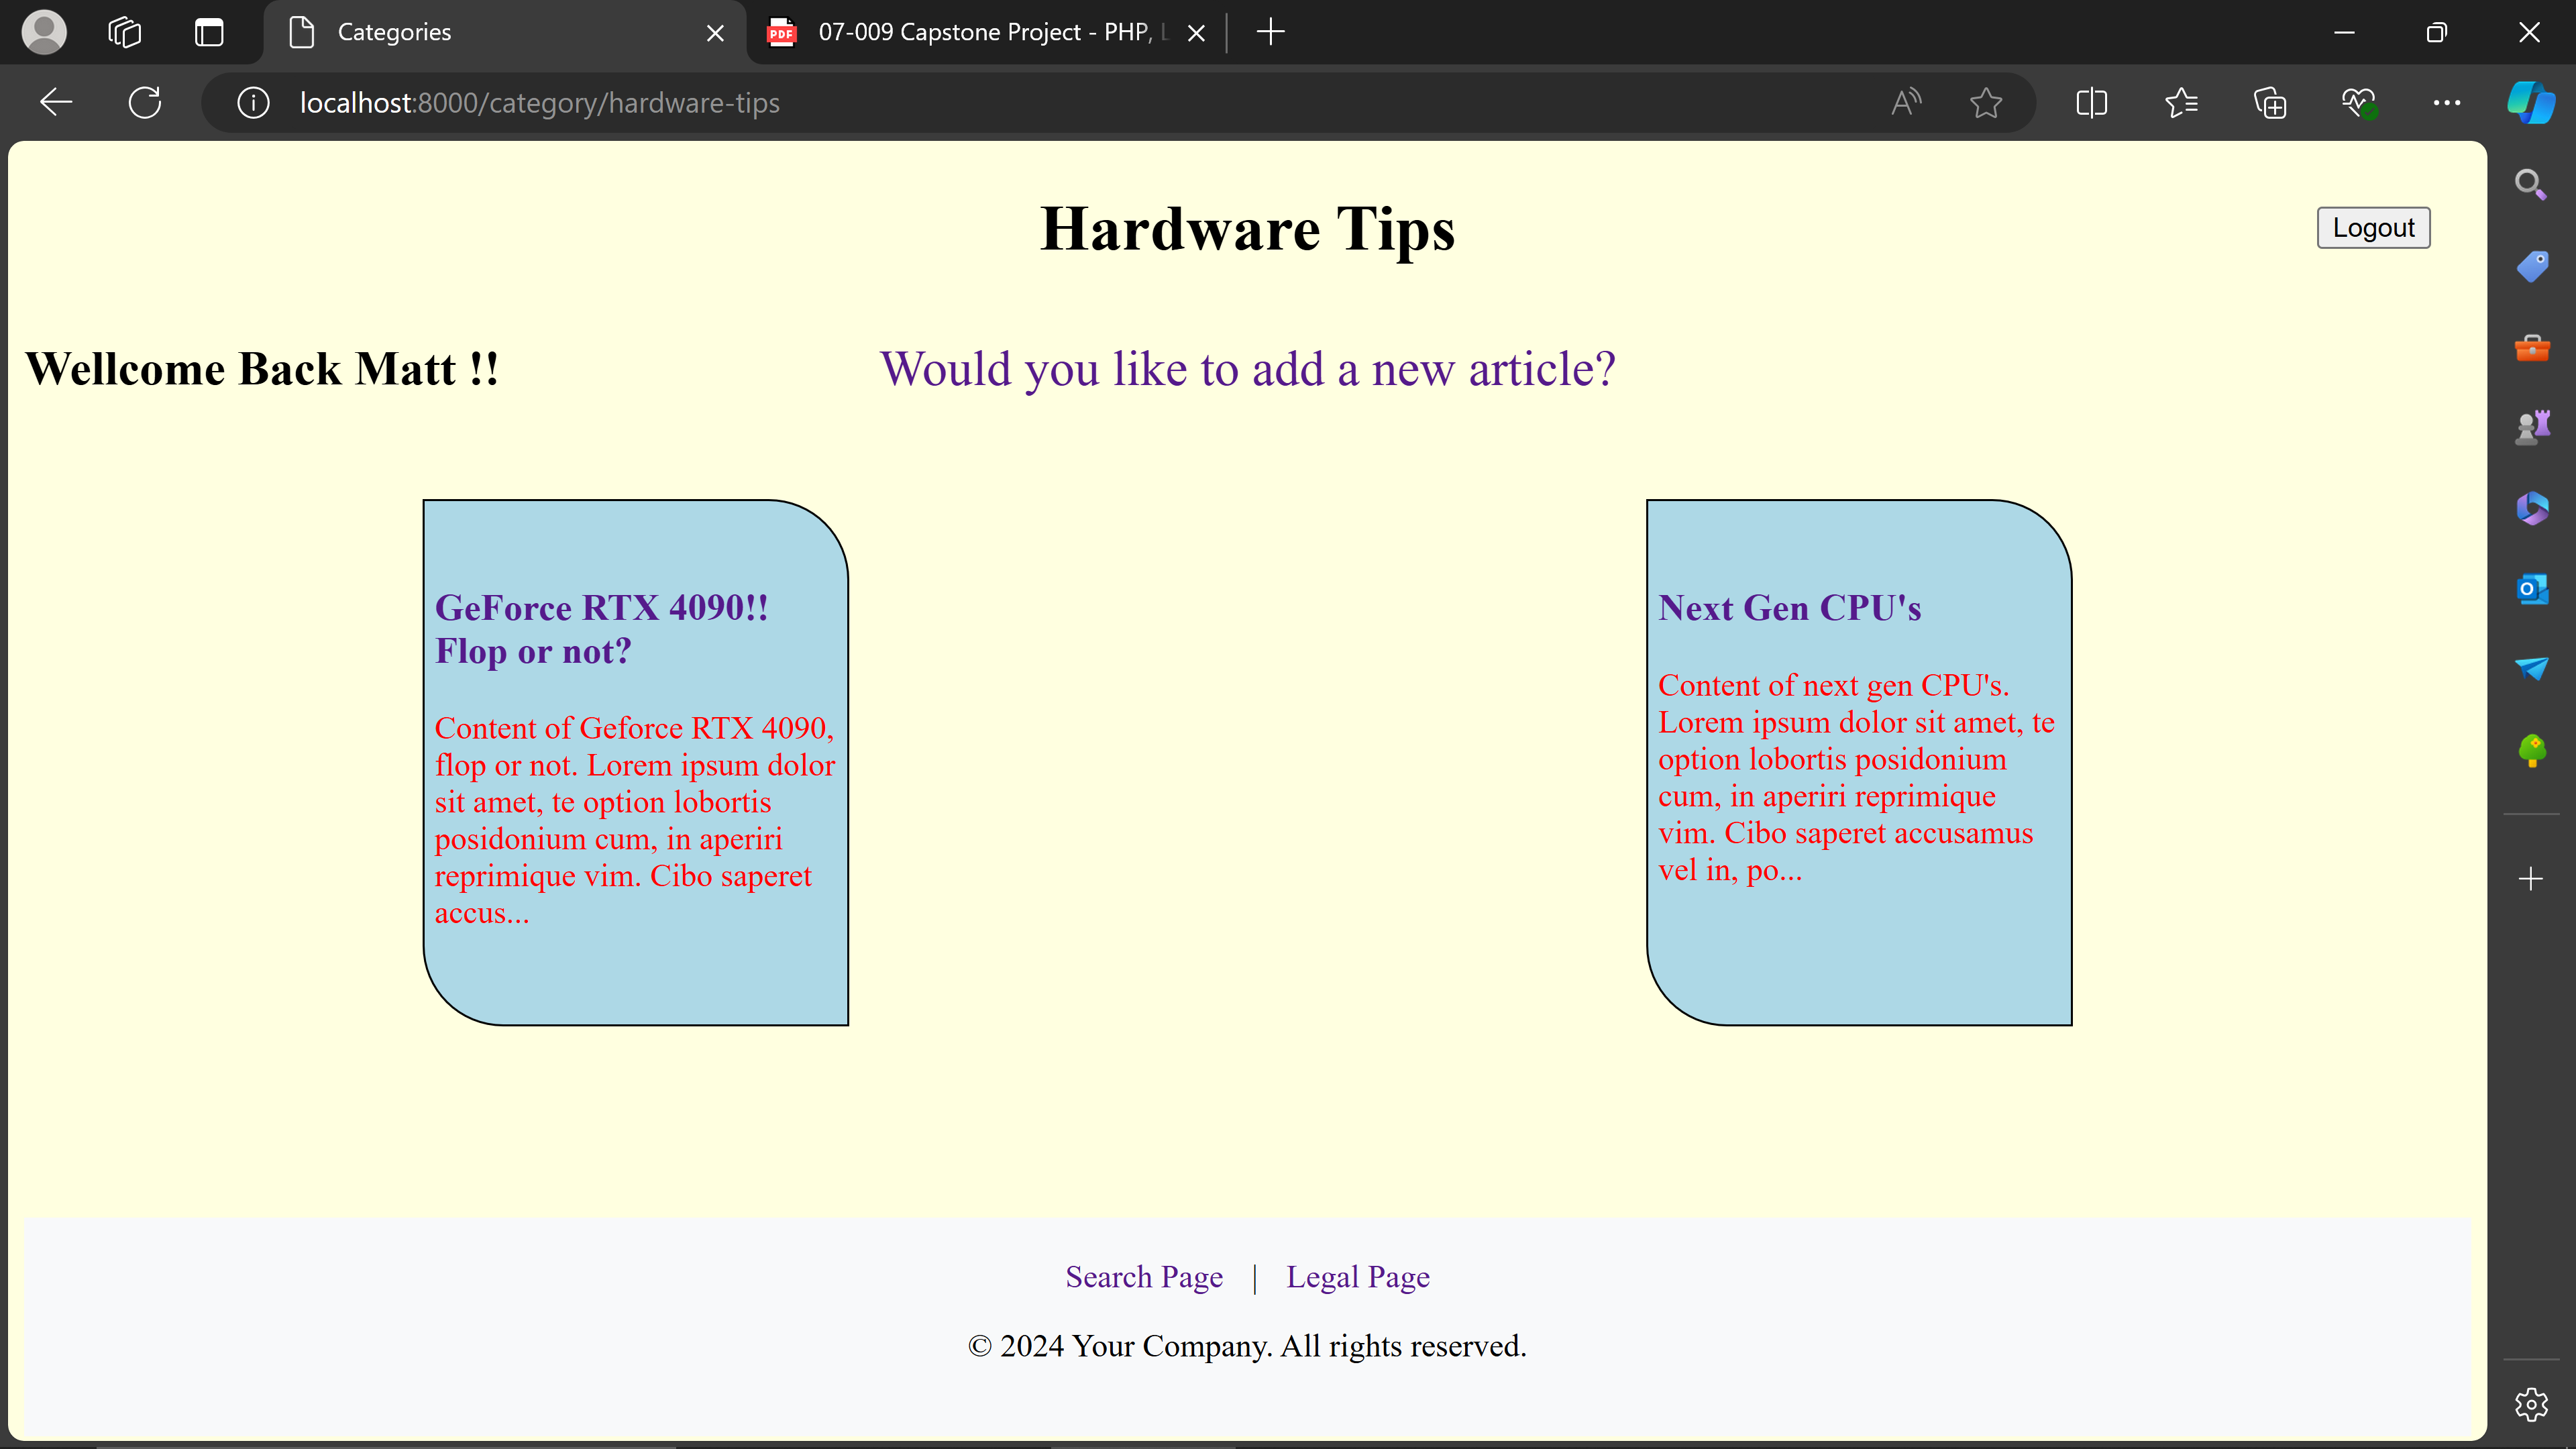 Categories
07-009 Capstone Project - PHP, L
localhost:8000/category/hardware-tips
Hardware Tips
Logout
Wellcome Back Matt !!
Would you like to add a new article?
GeForce RTX 4090!!
Flop or not?
Content of Geforce RTX 4090,
flop or not. Lorem ipsum dolor
sit amet, te option lobortis
posidonium cum, in aperiri
reprimique vim. Cibo saperet
accus...
Next Gen CPU's
Content of next gen CPU's.
Lorem ipsum dolor sit amet, te
option lobortis posidonium
cum, in aperiri reprimique
vim. Cibo saperet accusamus
vel in, po...
Search Page | Legal Page
© 2024 Your Company. All rights reserved.